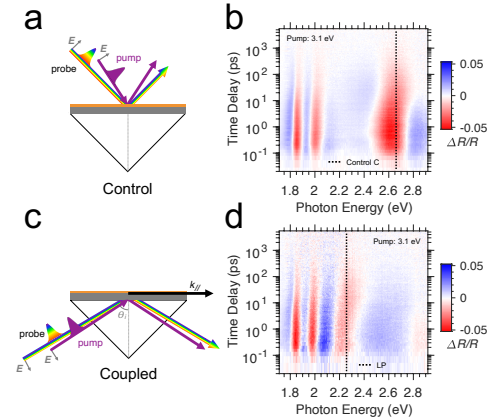 a
E
E
probe
pump
Control
b
Pump: 3.1 eV
Control C
Time Delay (ps)
10³
10²
10¹
10⁰
10⁻¹
1.8 2 2.2 2.4 2.6 2.8
Photon Energy (eV)
0.05
0
-0.05
ΔR/R
c
k//
θi
probe
pump
E
E
Coupled
d
Pump: 3.1 eV
LP
Time Delay (ps)
10³
10²
10¹
10⁰
10⁻¹
1.8 2 2.2 2.4 2.6 2.8
Photon Energy (eV)
0.05
0
-0.05
ΔR/R